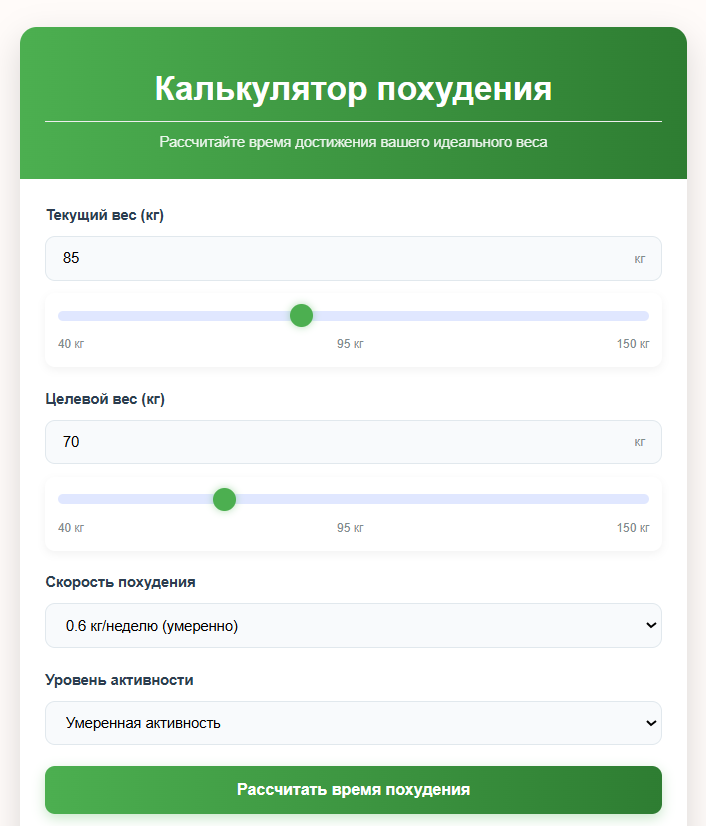 Калькулятор похудения
Рассчитайте время достижения вашего идеального веса
Текущий вес (кг)
85 кг
40 кг 95 кг 150 кг
Целевой вес (кг)
70 кг
40 кг 95 кг 150 кг
Скорость похудения
0.6 кг/неделю (умеренно)
Уровень активности
Умеренная активность
Рассчитать время похудения